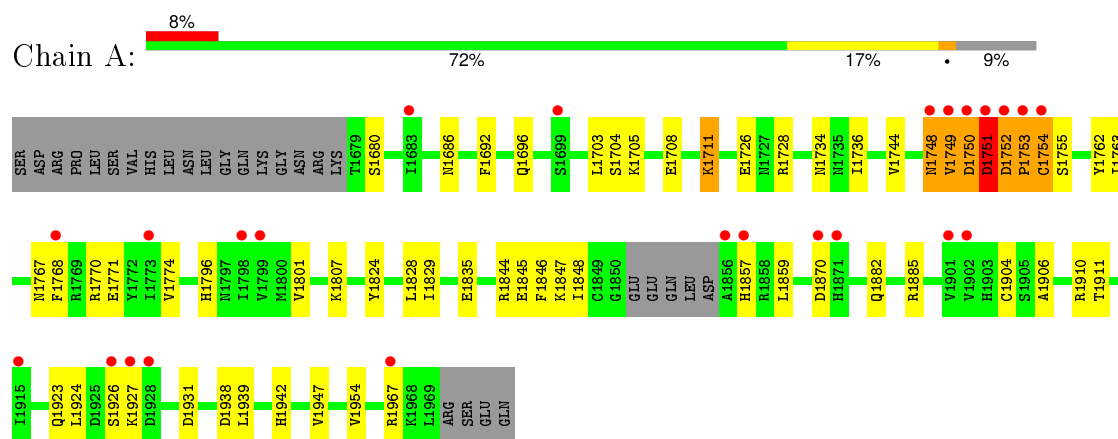 8%
Chain A:
72% 17% • 9%
SER ASP ARG PRO LEU SER VAL HIS LEU ASN LEU GLY GLN LYS GLY ASN ARG LYS T1679 S1680 I1683 N1686 F1692 Q1696 S1699 L1703 S1704 K1705 E1708 K1711 E1726 N1727 R1728 N1734 N1735 I1736 V1744 N1748 V1749 D1750 D1751 D1752 P1753 C1754 S1755 Y1762
N1767 F1768 R1769 R1770 E1771 Y1772 I1773 V1774 H1796 N1797 I1798 V1799 M1800 V1801 K1807 Y1824 L1828 I1829 E1835 R1844 E1845 F1846 K1847 I1848 C1849 G1850 GLU GLU GLN LEU ASP A1856 H1857 R1858 L1859 D1870 H1871 Q1882 R1885 V1901 V1902 H1903 C1904 S1905 A1906 R1910 T1911
I1915 Q1923 L1924 D1925 S1926 K1927 D1928 D1931 D1938 L1939 H1942 V1947 V1954 R1967 K1968 L1969 ARG SER GLU GLN